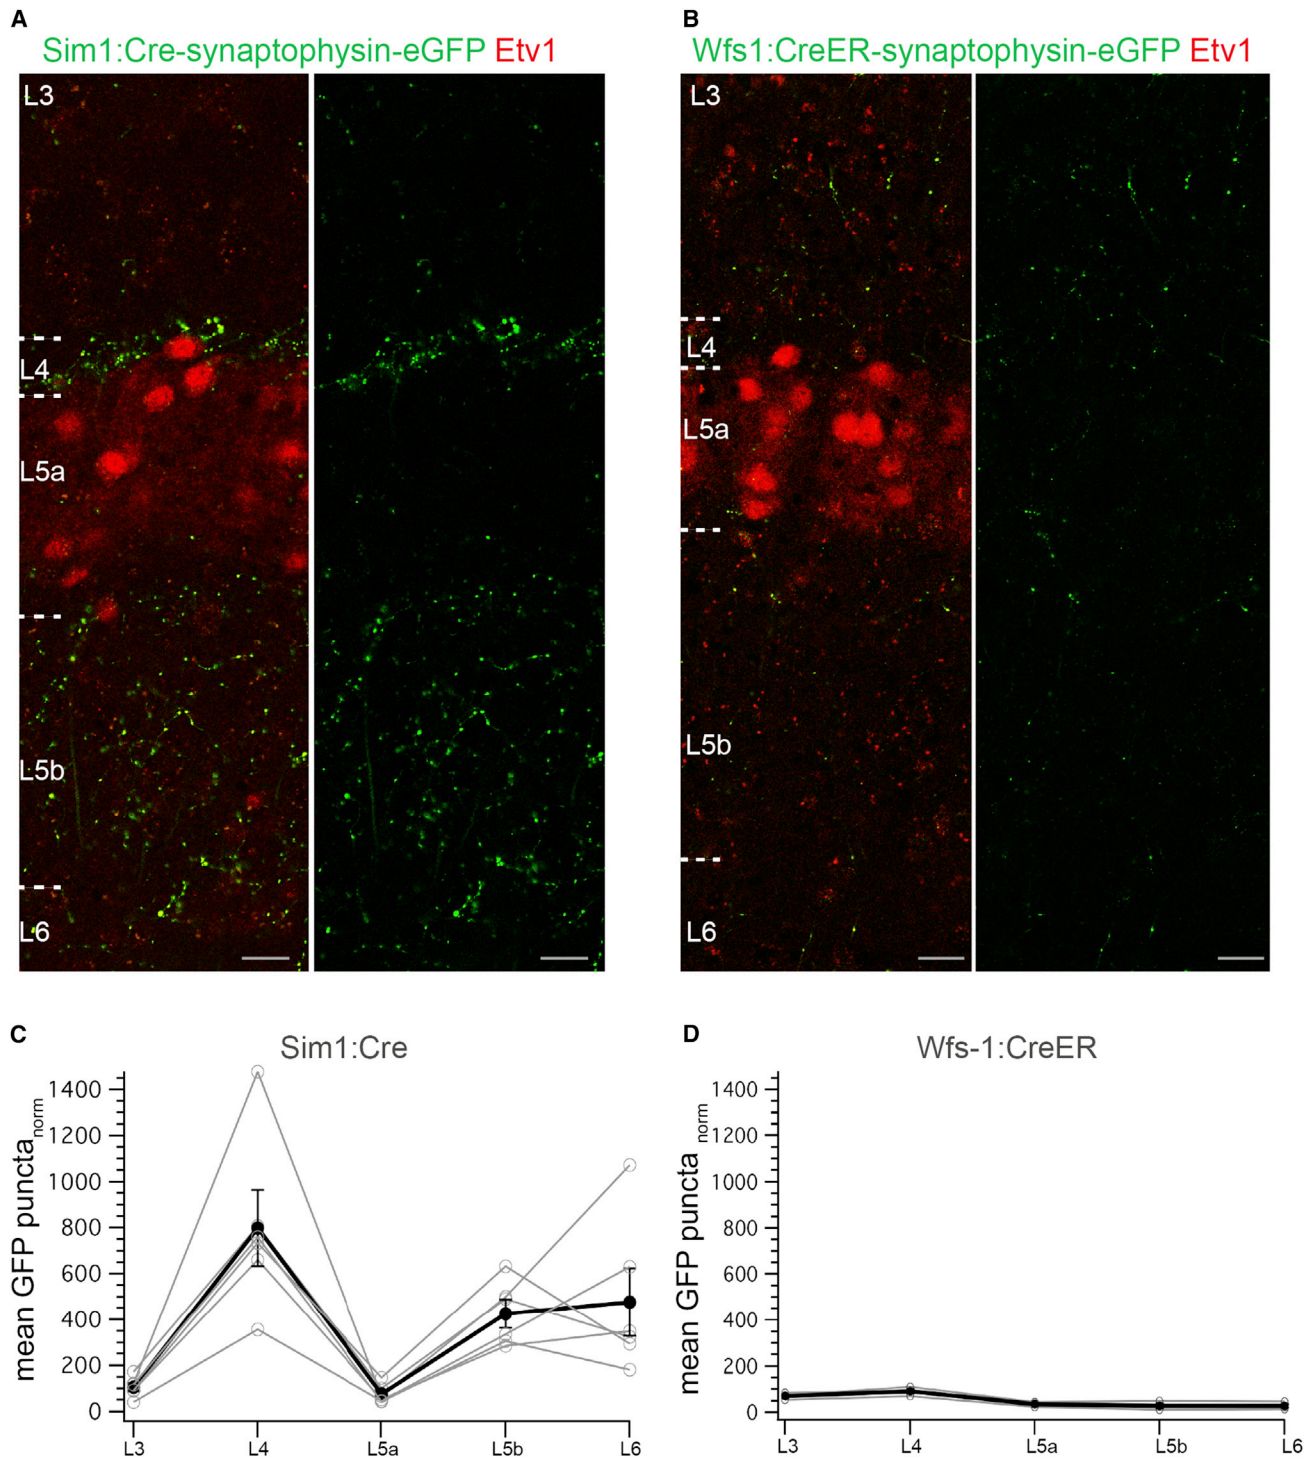 A
Sim1:Cre-synaptophysin-eGFP Etv1
L3
L4
L5a
L5b
L6
B
Wfs1:CreER-synaptophysin-eGFP Etv1
L3
L4
L5a
L5b
L6
C
Sim1:Cre
mean GFP puncta norm
1400
1200
1000
800
600
400
200
0
L3 L4 L5a L5b L6
D
Wfs-1:CreER
mean GFP puncta norm
1400
1200
1000
800
600
400
200
0
L3 L4 L5a L5b L6